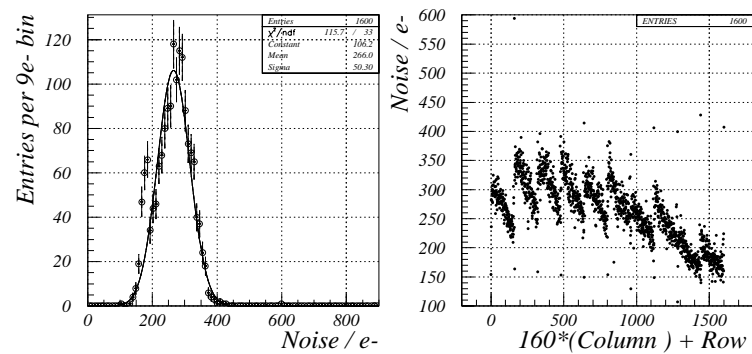 Entries 1600
χ²/ndf 115.7 / 33
Constant 106.2
Mean 266.0
Sigma 50.30
Entries per 9e- bin
120
100
80
60
40
20
0
0 200 400 600 800
Noise / e-
ENTRIES 1600
Noise / e-
600
550
500
450
400
350
300
250
200
150
100
0 500 1000 1500
160*(Column ) + Row